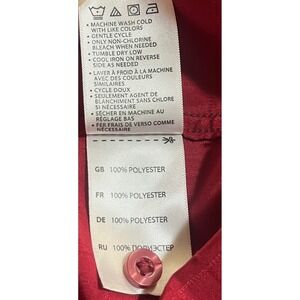 • MACHINE WASH COLD
WITH LIKE COLORS
• GENTLE CYCLE
• ONLY NON-CHLORINE
BLEACH WHEN NEEDED
• TUMBLE DRY LOW
• COOL IRON ON REVERSE
SIDE AS NEEDED
• LAVER À FROID À LA MACHINE
AVEC DES COULEURS
SIMILAIRES
• CYCLE DOUX
• SEULEMENT AGENT DE
BLANCHIMENT SANS CHLORE
SI NÉCESSAIRE
• SÉCHER EN MACHINE AU
RÉGLAGE BAS
• FER FRAIS DE VERSO COMME
NÉCESSAIRE
GB 100% POLYESTER
FR 100% POLYESTER
DE 100% POLYESTER
RU 100% ПОЛИЭСТЕР